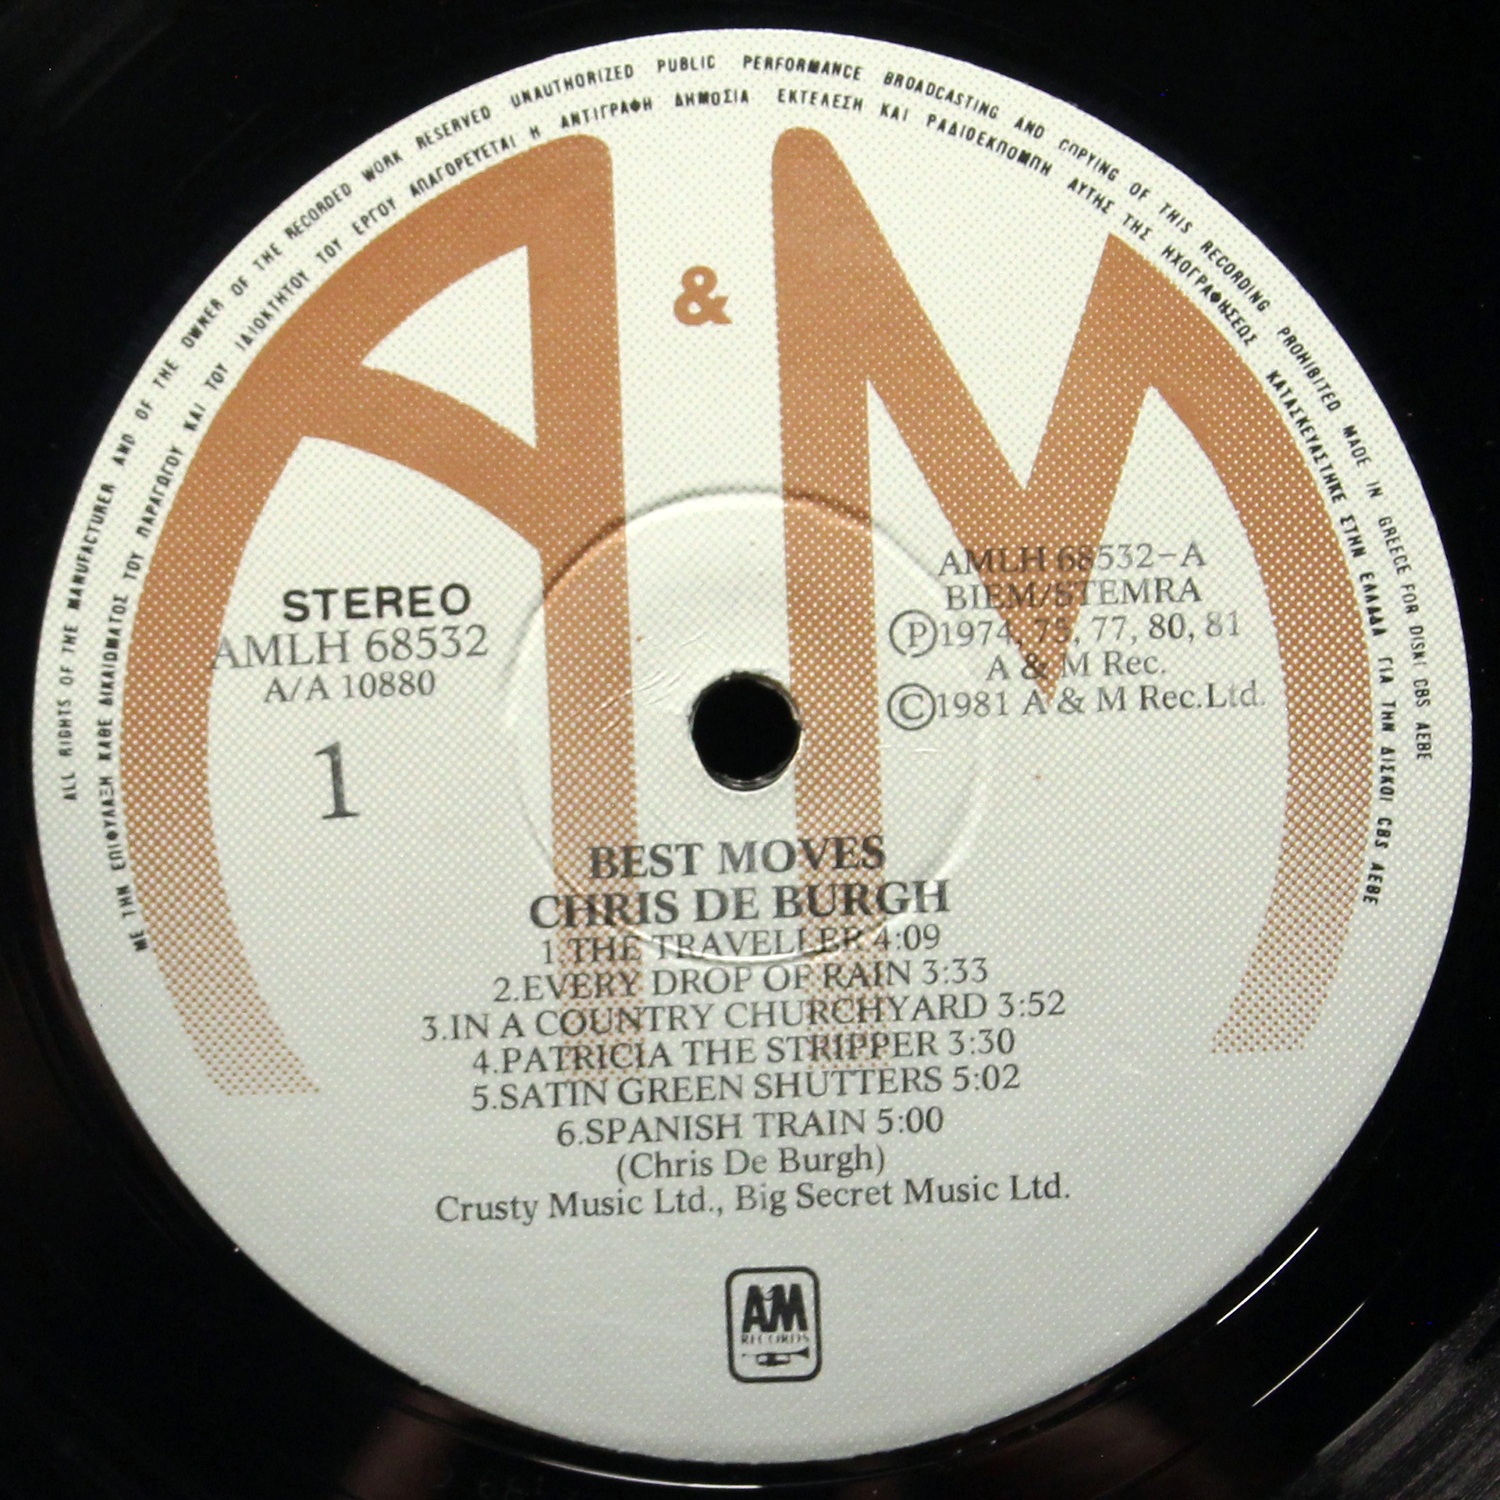 ALL RIGHTS OF THE MANUFACTURER AND OF THE OWNER OF THE RECORDED WORK RESERVED UNAUTHORIZED PUBLIC PERFORMANCE BROADCASTING AND COPYING OF THIS RECORDING PROHIBITED MADE IN GREECE FOR DISKI CBS AEBE
ΜΕ ΤΗΝ ΕΠΙΦΥΛΑΞΗ ΚΑΘΕ ΔΙΚΑΙΩΜΑΤΟΣ ΤΟΥ ΠΑΡΑΓΩΓΟΥ ΚΑΙ ΤΟΥ ΙΔΙΟΚΤΗΤΟΥ ΤΟΥ ΕΡΓΟΥ ΑΠΑΓΟΡΕΥΕΤΑΙ Η ΑΝΤΙΓΡΑΦΗ ΔΗΜΟΣΙΑ ΕΚΤΕΛΕΣΗ ΚΑΙ ΡΑΔΙΟΕΚΠΟΜΠΗ ΑΥΤΗΣ ΤΗΣ ΗΧΟΓΡΑΦΗΣΕΩΣ ΚΑΤΑΣΚΕΥΑΣΤΗΚΕ ΣΤΗΝ ΕΛΛΑΔΑ ΓΙΑ ΤΗΝ ΔΙΣΚΟΙ CBS AEBE
A & M
STEREO
AMLH 68532
A/A 10880
1
AMLH 68532-A
BIEM/STEMRA
Ⓟ1974, 75, 77, 80, 81
A & M Rec.
©1981 A & M Rec.Ltd.
BEST MOVES
CHRIS DE BURGH
1.THE TRAVELLER 4:09
2.EVERY DROP OF RAIN 3:33
3.IN A COUNTRY CHURCHYARD 3:52
4.PATRICIA THE STRIPPER 3:30
5.SATIN GREEN SHUTTERS 5:02
6.SPANISH TRAIN 5:00
(Chris De Burgh)
Crusty Music Ltd., Big Secret Music Ltd.
A&M
RECORDS